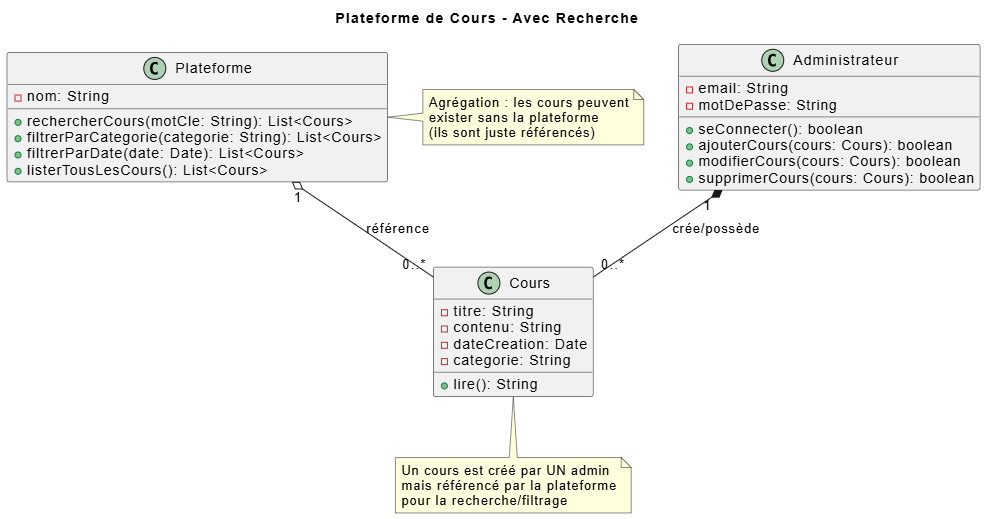 Plateforme de Cours - Avec Recherche
C Plateforme
nom: String
rechercherCours(motCle: String): List<Cours>
filtrerParCategorie(categorie: String): List<Cours>
filtrerParDate(date: Date): List<Cours>
listerTousLesCours(): List<Cours>
Agrégation : les cours peuvent
exister sans la plateforme
(ils sont juste référencés)
C Administrateur
email: String
motDePasse: String
seConnecter(): boolean
ajouterCours(cours: Cours): boolean
modifierCours(cours: Cours): boolean
supprimerCours(cours: Cours): boolean
1
référence
0..*
1
crée/possède
0..*
C Cours
titre: String
contenu: String
dateCreation: Date
categorie: String
lire(): String
Un cours est créé par UN admin
mais référencé par la plateforme
pour la recherche/filtrage